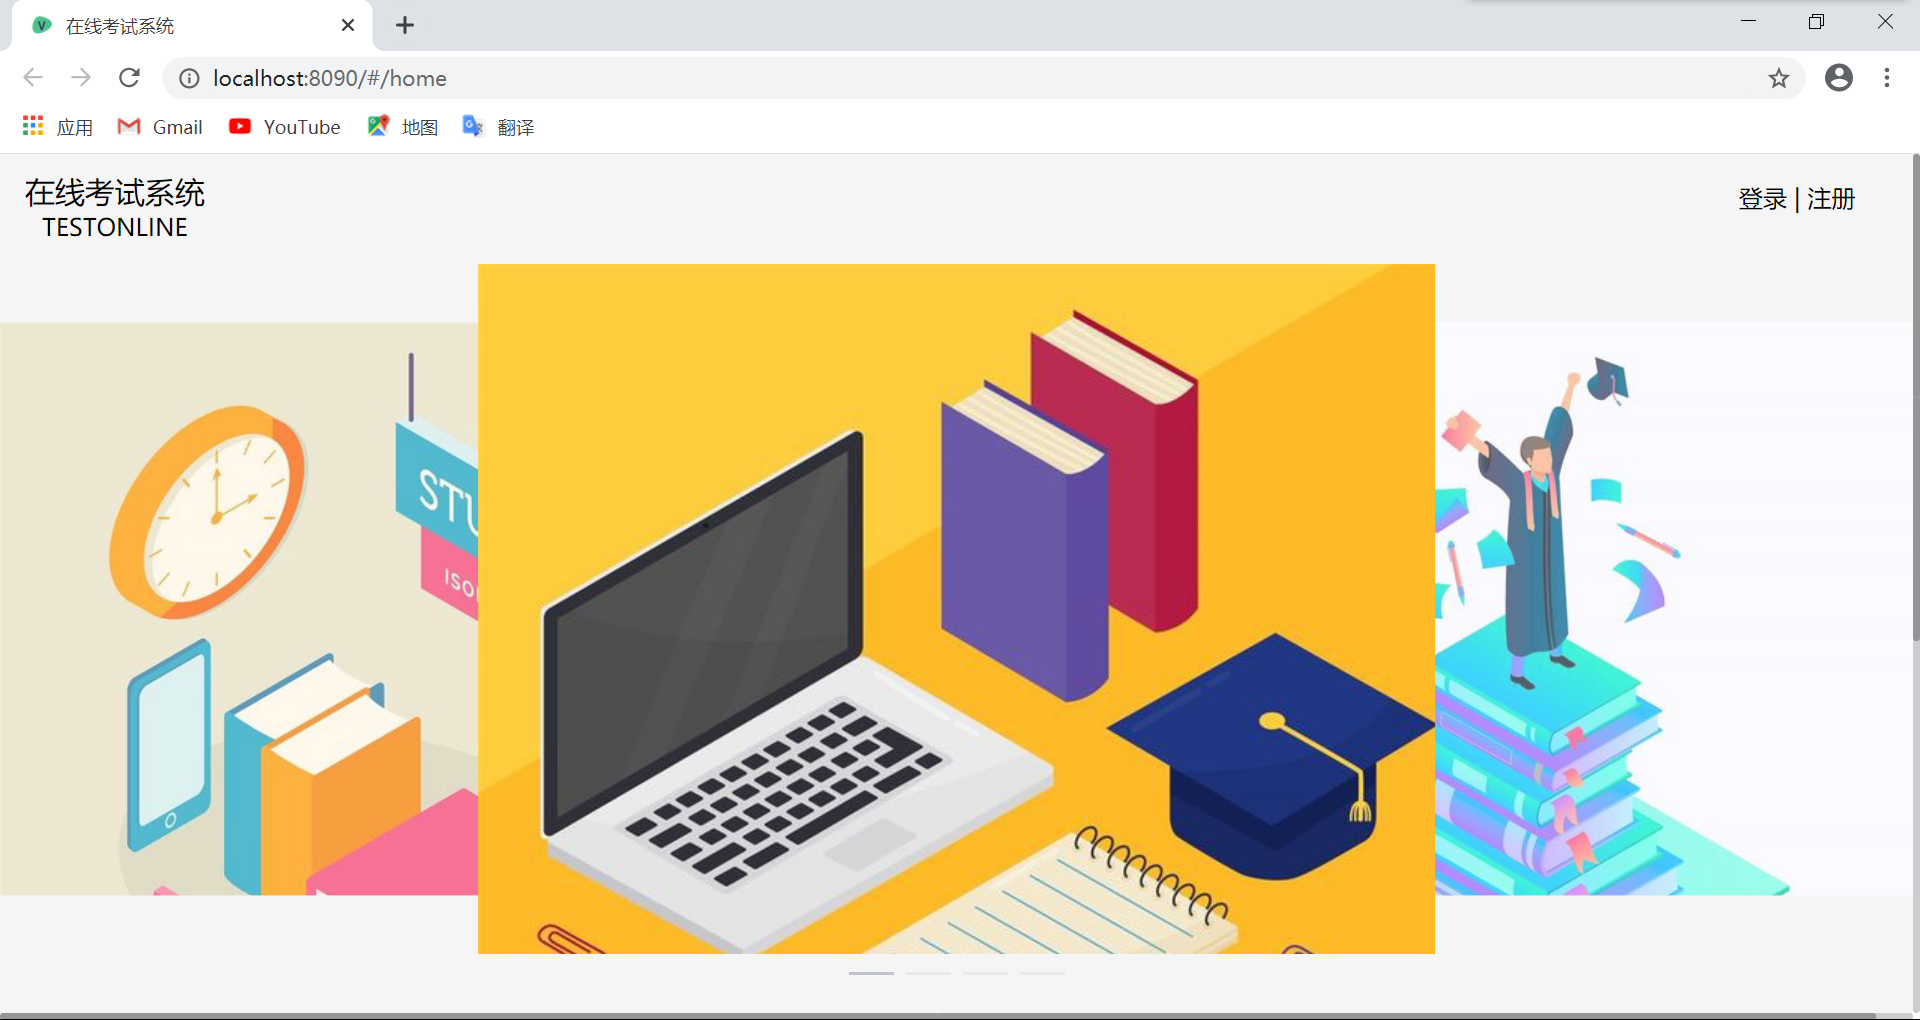 在线考试系统
localhost:8090/#/home
应用 Gmail YouTube 地图 翻译
在线考试系统
TESTONLINE
登录 | 注册
STU
ISO